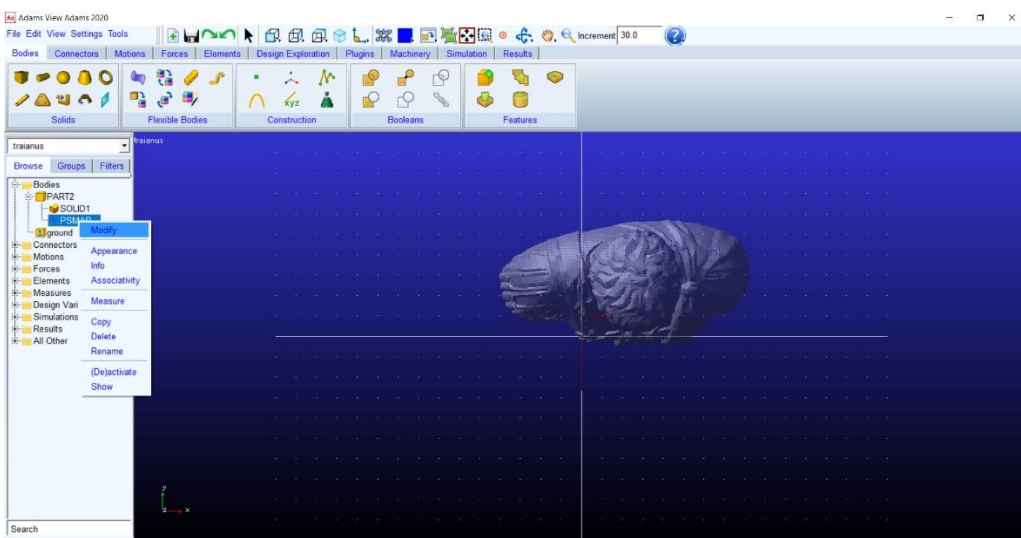 Ad Adams View Adams 2020
File Edit View Settings Tools Increment 30.0 ?
Bodies Connectors Motions Forces Elements Design Exploration Plugins Machinery Simulation Results
xyz
Solids Flexible Bodies Construction Booleans Features
.traianus traianus
Browse Groups Filters
Bodies
PART2
SOLID1
Modify
ground
Connectors
Appearance
Motions
Info
Forces
Elements
Associativity
Measures
Measure
Design Vari
Simulations
Copy
Results
Delete
All Other
Rename
(De)activate
Show
y
z x
Search